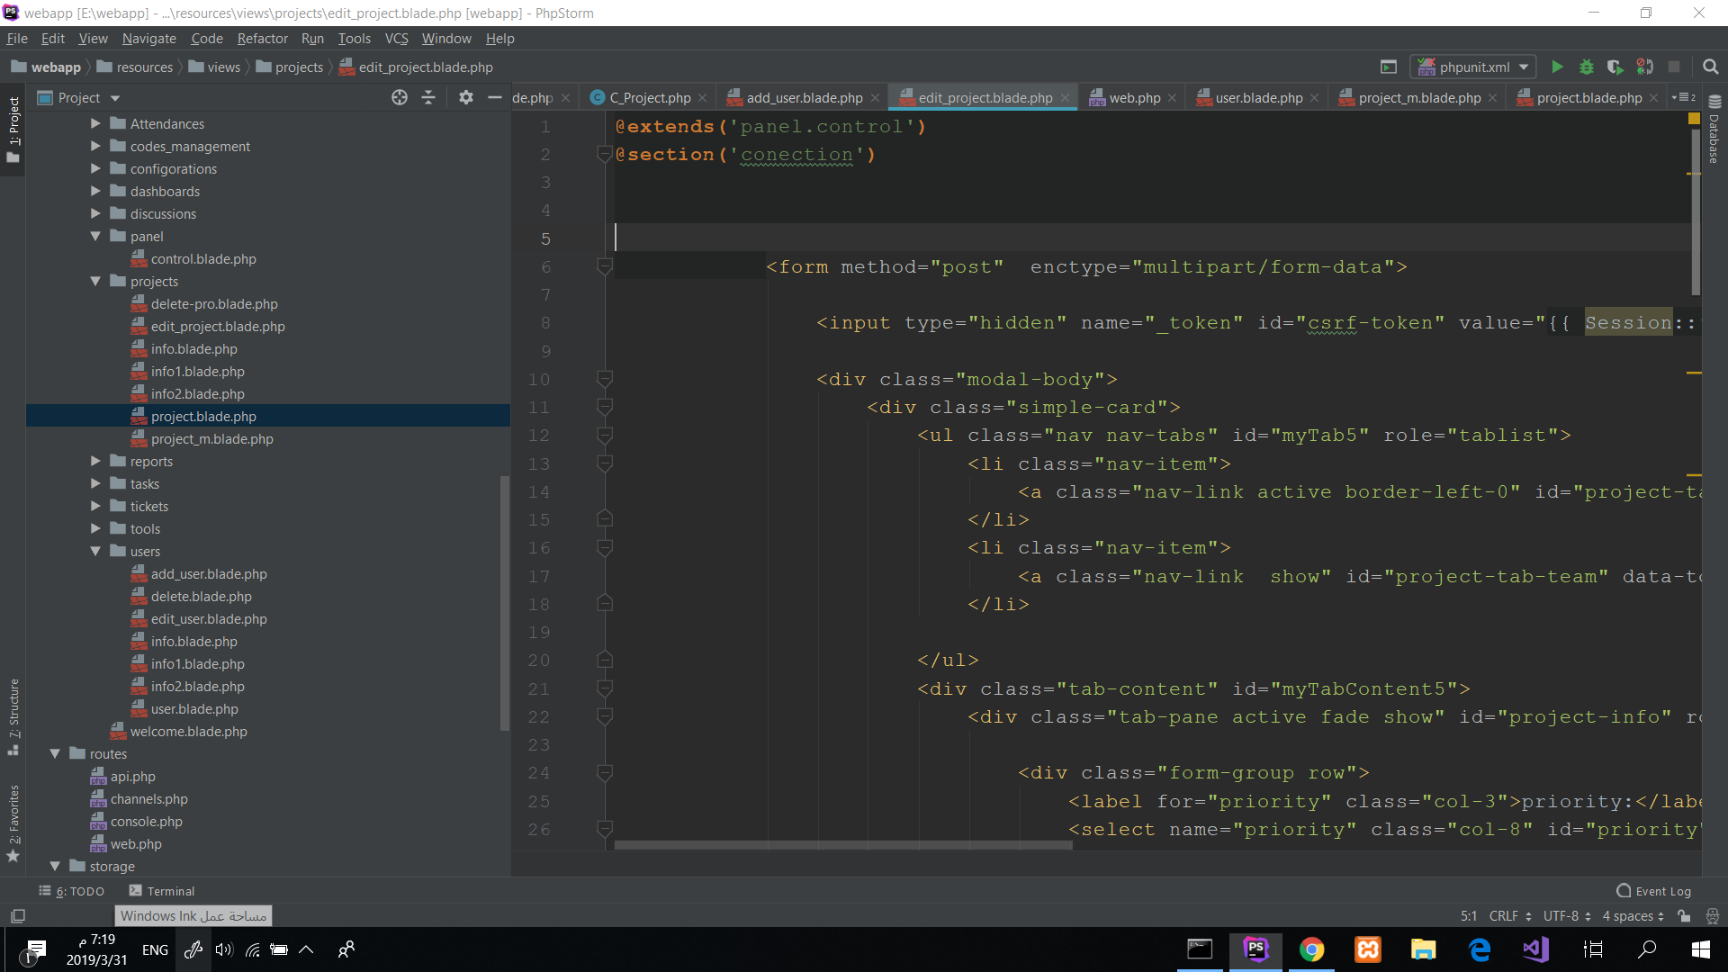 webapp [E:\webapp] - ...\resources\views\projects\edit_project.blade.php [webapp] - PhpStorm
File Edit View Navigate Code Refactor Run Tools VCS Window Help
webapp resources views projects edit_project.blade.php phpunit.xml
Project
de.php C_Project.php add_user.blade.php edit_project.blade.php web.php user.blade.php project_m.blade.php project.blade.php 2
1: Project
7: Structure
2: Favorites
Attendances
codes_management
configorations
dashboards
discussions
panel
control.blade.php
projects
delete-pro.blade.php
edit_project.blade.php
info.blade.php
info1.blade.php
info2.blade.php
project.blade.php
project_m.blade.php
reports
tasks
tickets
tools
users
add_user.blade.php
delete.blade.php
edit_user.blade.php
info.blade.php
info1.blade.php
info2.blade.php
user.blade.php
welcome.blade.php
routes
api.php
channels.php
console.php
web.php
storage
1 @extends('panel.control')
2 @section('conection')
3
4
5
6 <form method="post"  enctype="multipart/form-data">
7
8 <input type="hidden" name="_token" id="csrf-token" value="{{ Session::
9
10 <div class="modal-body">
11 <div class="simple-card">
12 <ul class="nav nav-tabs" id="myTab5" role="tablist">
13 <li class="nav-item">
14 <a class="nav-link active border-left-0" id="project-ta
15 </li>
16 <li class="nav-item">
17 <a class="nav-link  show" id="project-tab-team" data-to
18 </li>
19
20 </ul>
21 <div class="tab-content" id="myTabContent5">
22 <div class="tab-pane active fade show" id="project-info" ro
23
24 <div class="form-group row">
25 <label for="priority" class="col-3">priority:</labe
26 <select name="priority" class="col-8" id="priority"
Database
6: TODO Terminal Event Log
مساحة عمل Windows Ink
5:1 CRLF UTF-8 4 spaces
1 7:19 م ENG
2019/3/31
PS